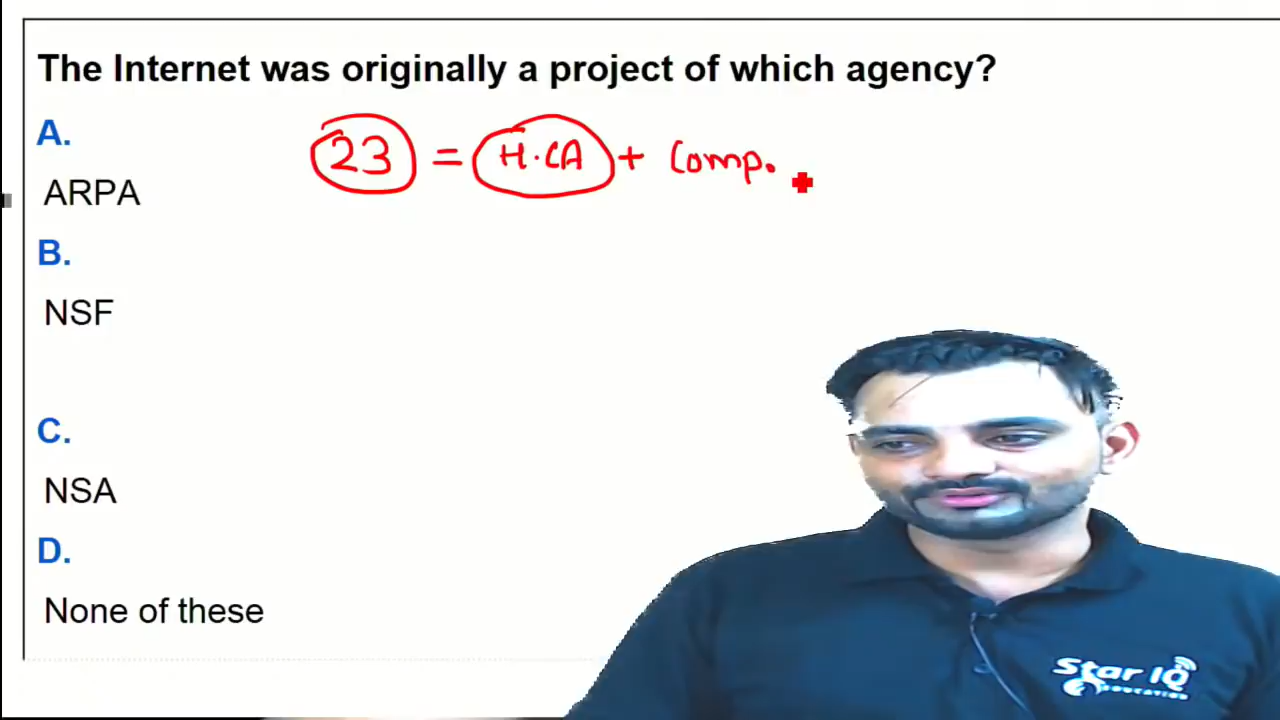 The Internet was originally a project of which agency?
A.
23 = H.CA + Comp.
ARPA
B.
NSF
C.
NSA
D.
None of these
Star IQ
EDUCATION